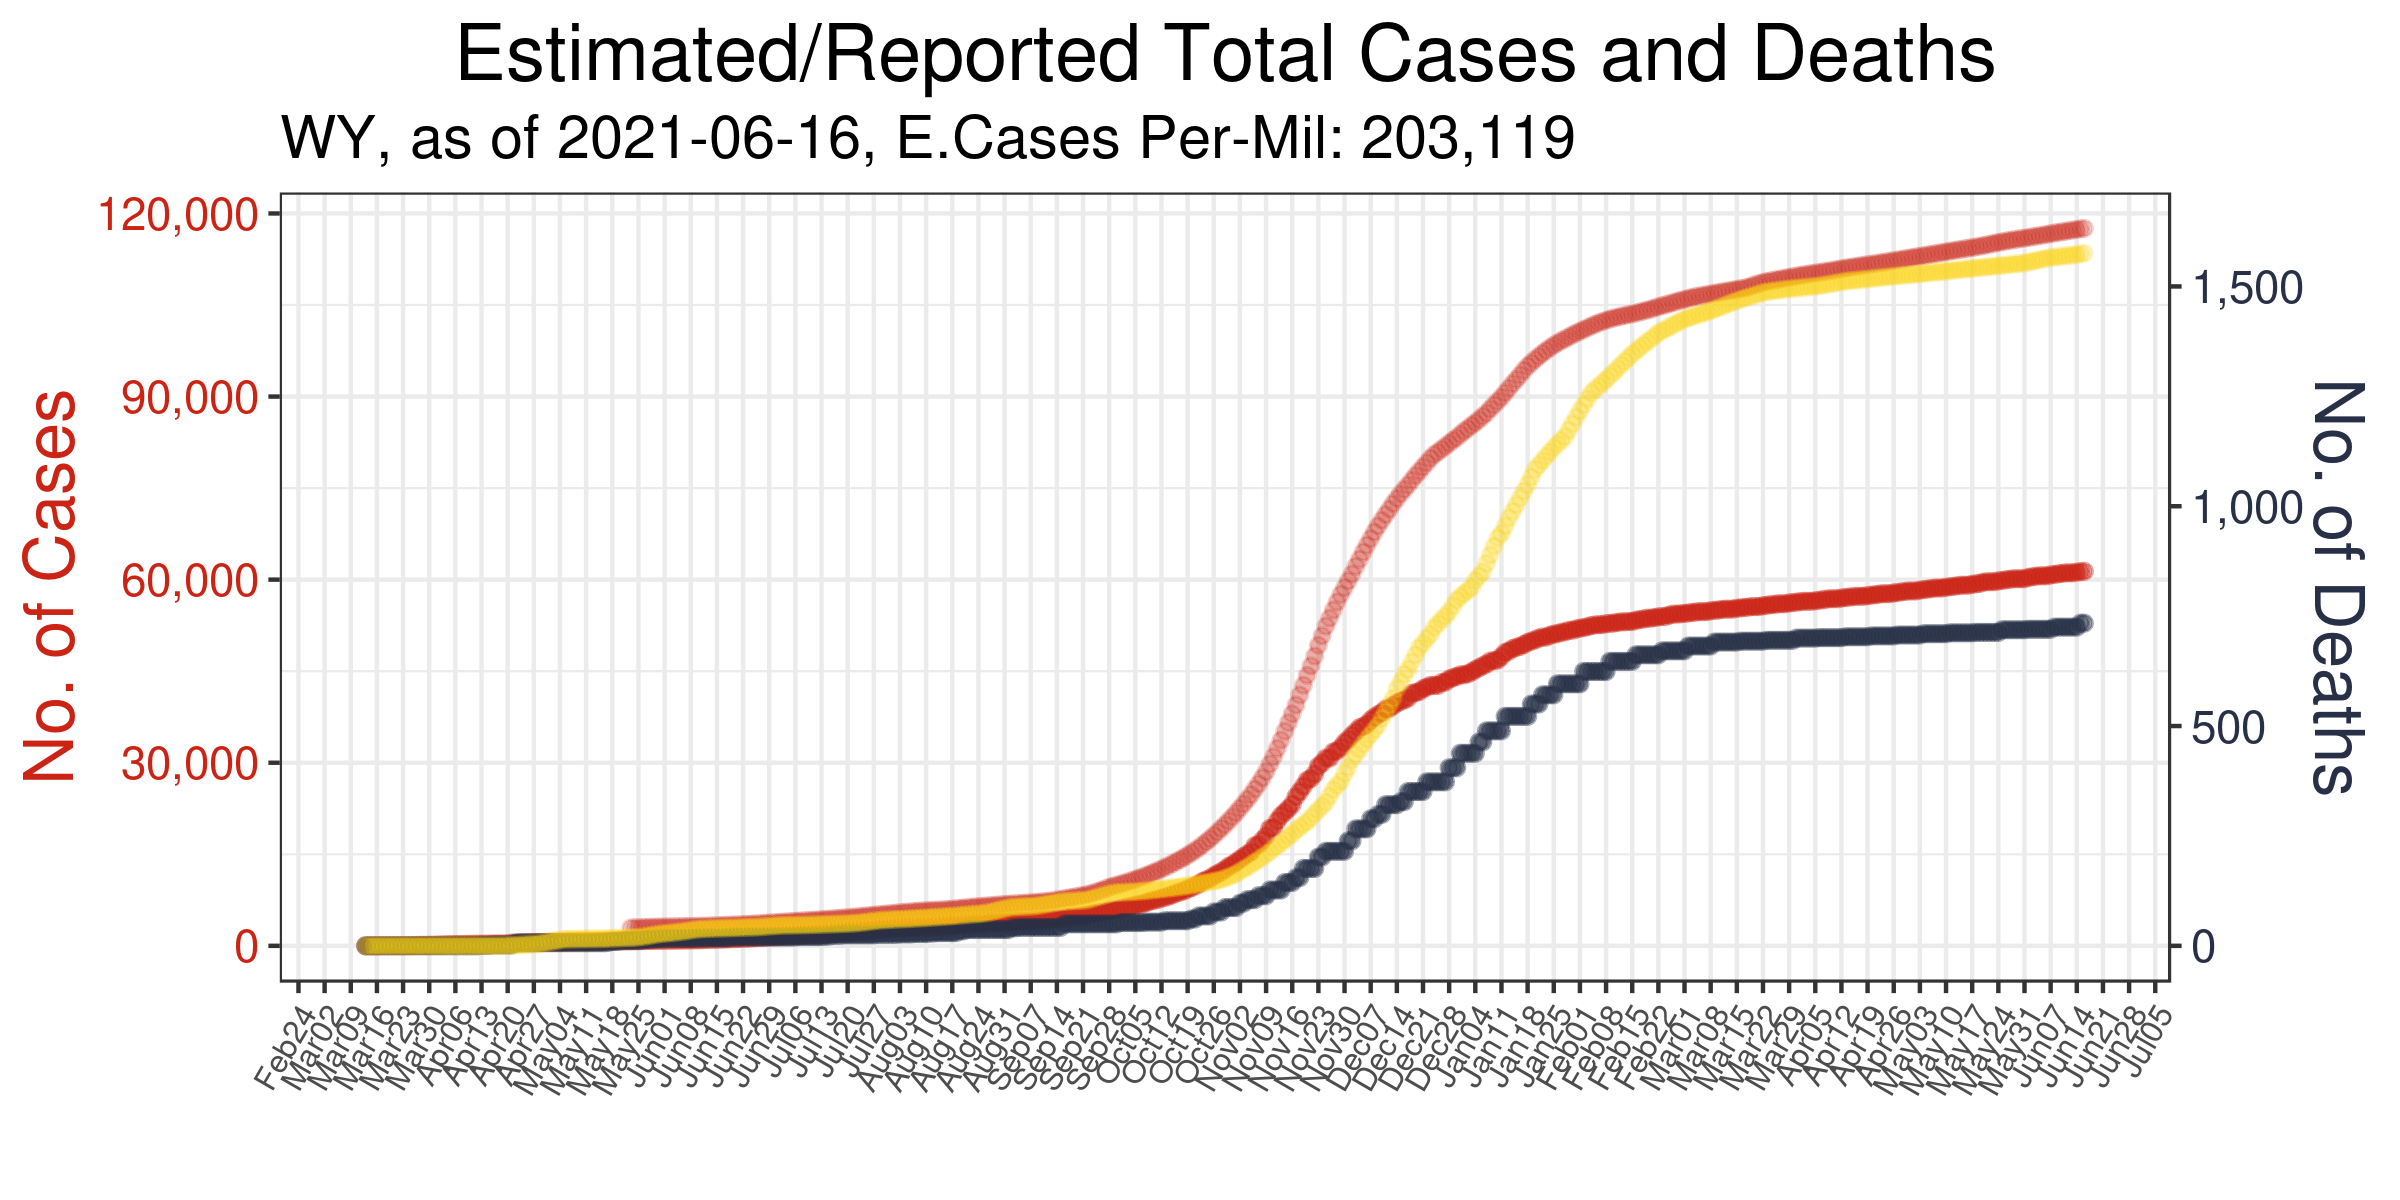 Estimated/Reported Total Cases and Deaths
WY, as of 2021-06-16, E.Cases Per-Mil: 203,119
No. of Cases
120,000
90,000
60,000
30,000
0
1,500
1,000
500
0
No. of Deaths
Feb24
Mar02
Mar09
Mar16
Mar23
Mar30
Apr06
Apr13
Apr20
Apr27
May04
May11
May18
May25
Jun01
Jun08
Jun15
Jun22
Jun29
Jul06
Jul13
Jul20
Jul27
Aug03
Aug10
Aug17
Aug24
Aug31
Sep07
Sep14
Sep21
Sep28
Oct05
Oct12
Oct19
Oct26
Nov02
Nov09
Nov16
Nov23
Nov30
Dec07
Dec14
Dec21
Dec28
Jan04
Jan11
Jan18
Jan25
Feb01
Feb08
Feb15
Feb22
Mar01
Mar08
Mar15
Mar22
Mar29
Apr05
Apr12
Apr19
Apr26
May03
May10
May17
May24
May31
Jun07
Jun14
Jun21
Jun28
Jul05